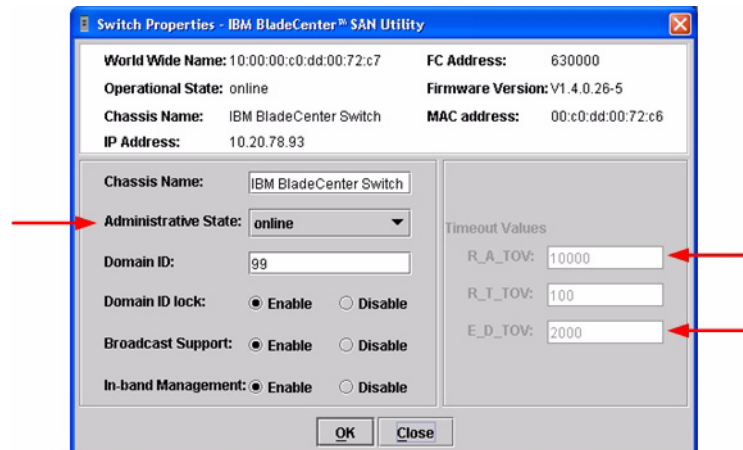 Switch Properties - IBM BladeCenter™ SAN Utility
World Wide Name: 10:00:00:c0:dd:00:72:c7 FC Address: 630000
Operational State: online Firmware Version: V1.4.0.26-5
Chassis Name: IBM BladeCenter Switch MAC address: 00:c0:dd:00:72:c6
IP Address: 10.20.78.93
Chassis Name: IBM BladeCenter Switch
Administrative State: online
Domain ID: 99
Domain ID lock: Enable Disable
Broadcast Support: Enable Disable
In-band Management: Enable Disable
Timeout Values
R_A_TOV: 10000
R_T_TOV: 100
E_D_TOV: 2000
OK Close